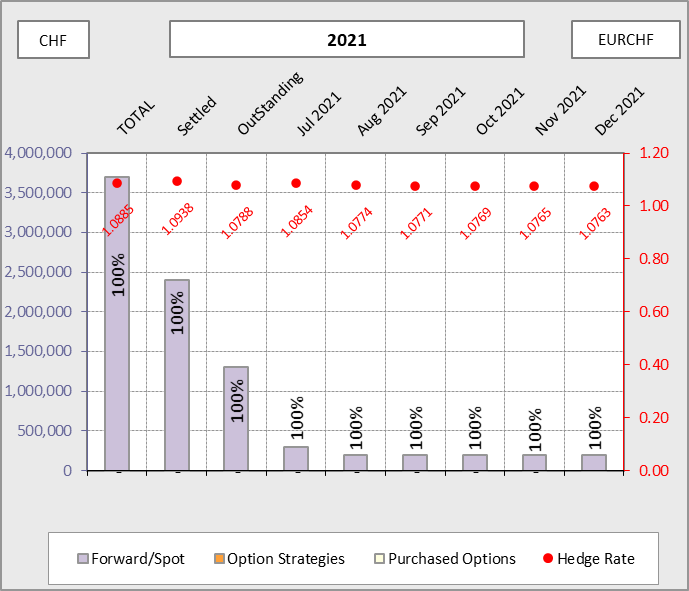 CHF
2021
EURCHF
TOTAL
Settled
OutStanding
Jul 2021
Aug 2021
Sep 2021
Oct 2021
Nov 2021
Dec 2021
4,000,000
3,500,000
3,000,000
2,500,000
2,000,000
1,500,000
1,000,000
500,000
0
1.20
1.00
0.80
0.60
0.40
0.20
0.00
1.0885
1.0938
1.0788
1.0854
1.0774
1.0771
1.0769
1.0765
1.0763
100%
100%
100%
100%
100%
100%
100%
100%
100%
Forward/Spot
Option Strategies
Purchased Options
Hedge Rate